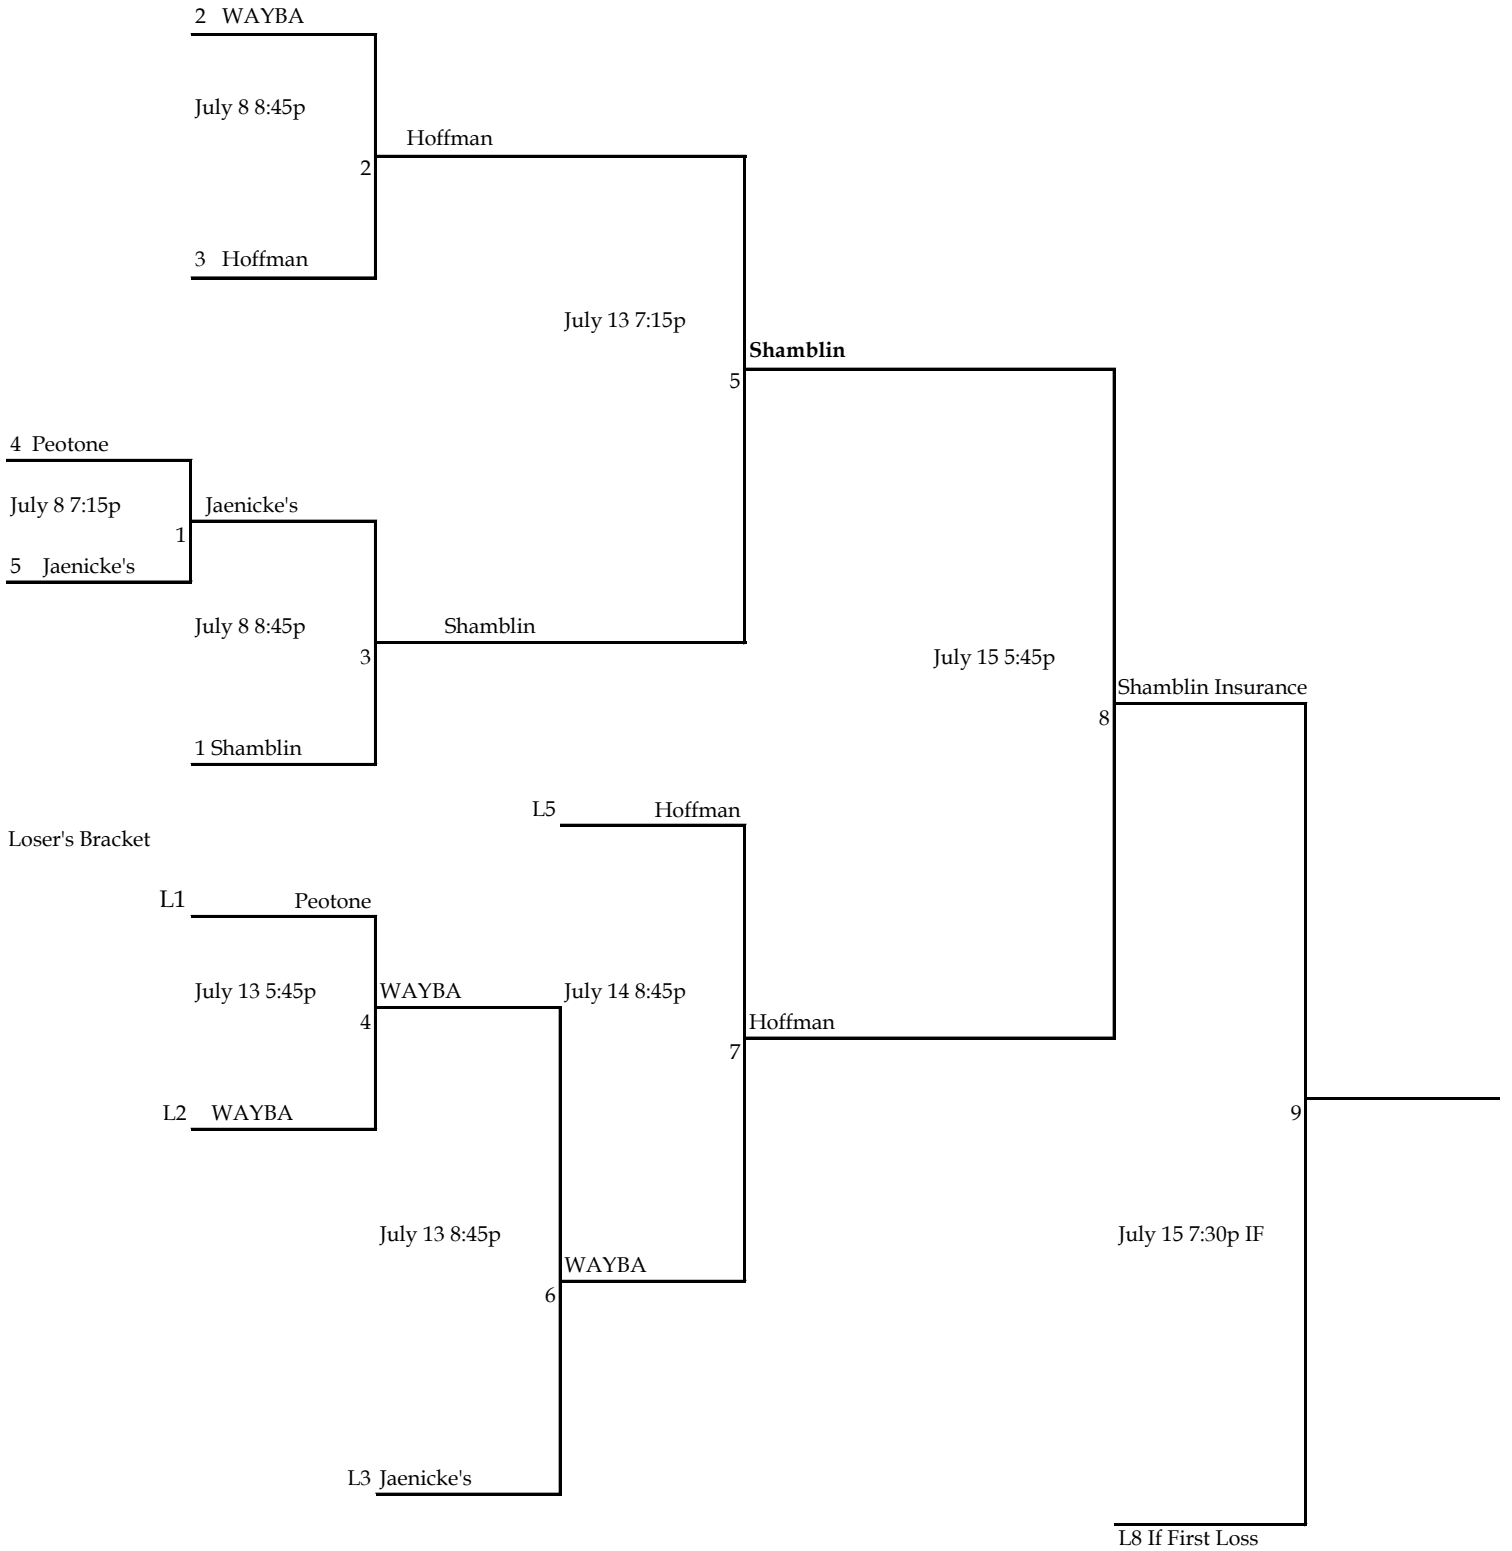 2 WAYBA
July 8 8:45p
Hoffman
2
3 Hoffman
July 13 7:15p
Shamblin
5
4 Peotone
July 8 7:15p
Jaenicke's
1
5 Jaenicke's
July 8 8:45p
Shamblin
3
July 15 5:45p
Shamblin Insurance
8
1 Shamblin
L5 Hoffman
Loser's Bracket
L1 Peotone
July 13 5:45p
WAYBA
July 14 8:45p
4
Hoffman
7
L2 WAYBA
9
July 13 8:45p
July 15 7:30p IF
WAYBA
6
L3 Jaenicke's
L8 If First Loss